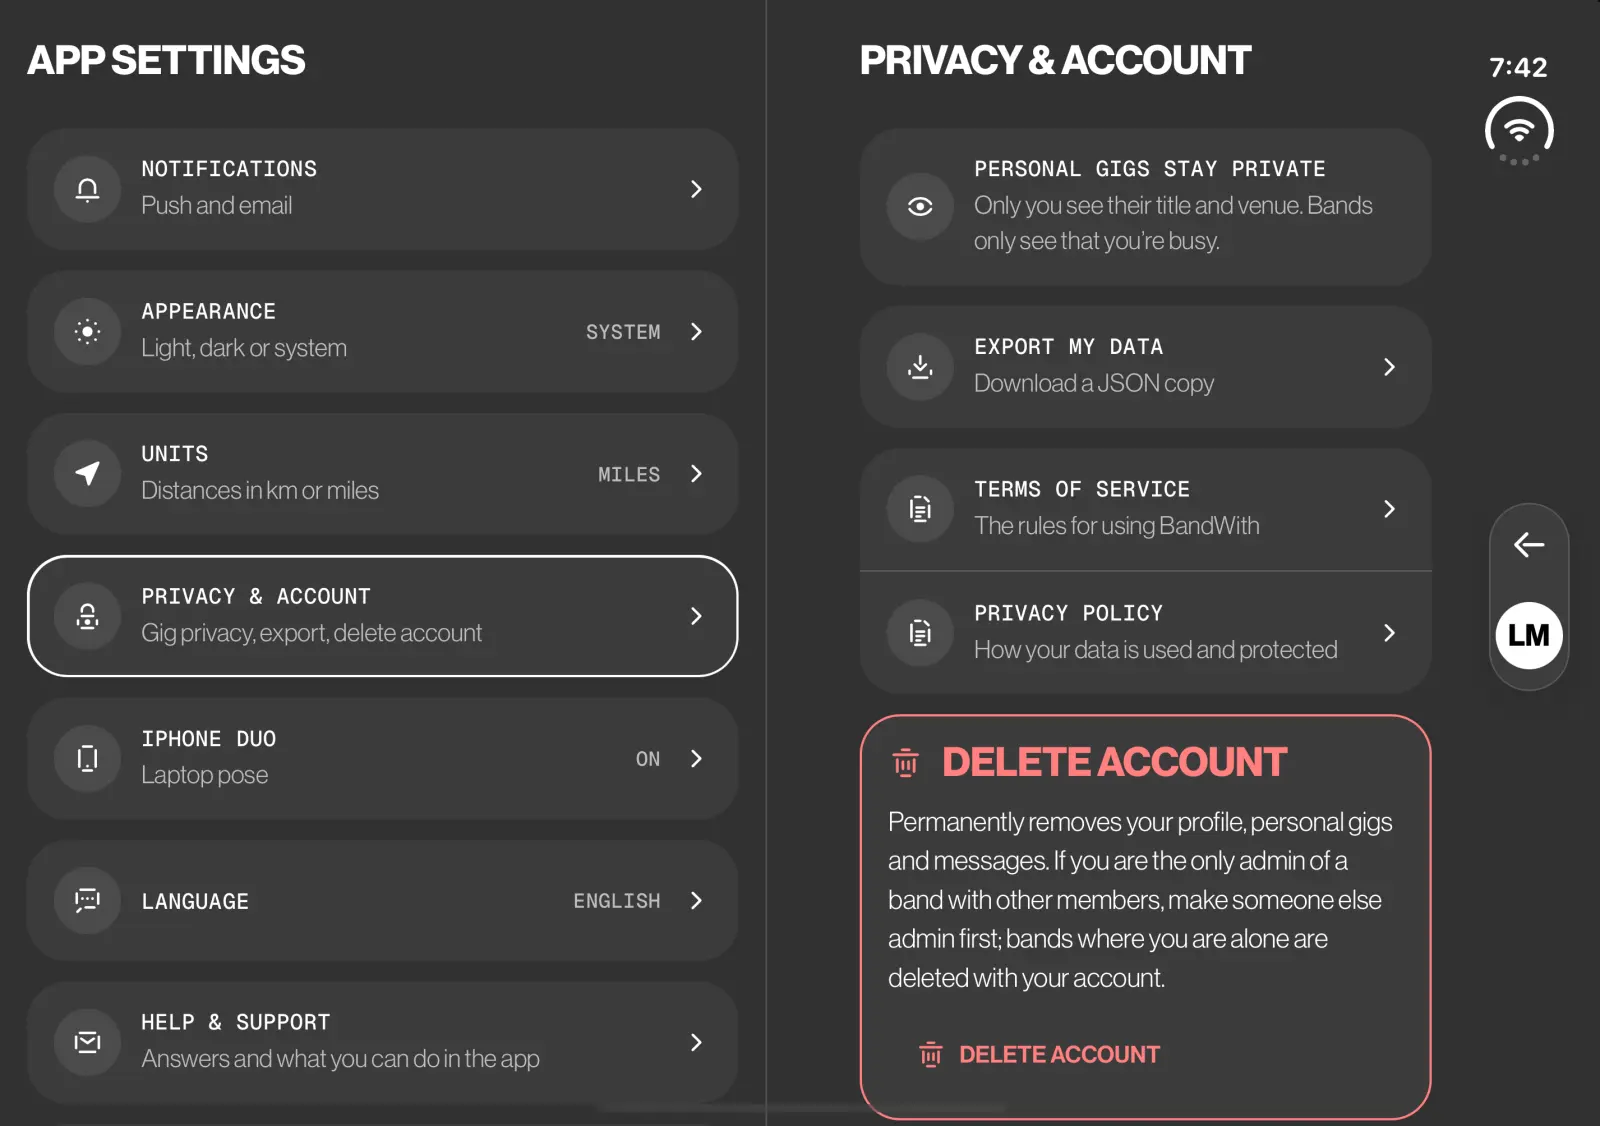 APP SETTINGS
NOTIFICATIONS
Push and email
APPEARANCE
Light, dark or system
SYSTEM
UNITS
Distances in km or miles
MILES
PRIVACY & ACCOUNT
Gig privacy, export, delete account
IPHONE DUO
Laptop pose
ON
LANGUAGE
ENGLISH
HELP & SUPPORT
Answers and what you can do in the app
PRIVACY & ACCOUNT
PERSONAL GIGS STAY PRIVATE
Only you see their title and venue. Bands
only see that you're busy.
EXPORT MY DATA
Download a JSON copy
TERMS OF SERVICE
The rules for using BandWith
PRIVACY POLICY
How your data is used and protected
DELETE ACCOUNT
Permanently removes your profile, personal gigs
and messages. If you are the only admin of a
band with other members, make someone else
admin first; bands where you are alone are
deleted with your account.
DELETE ACCOUNT
7:42
LM